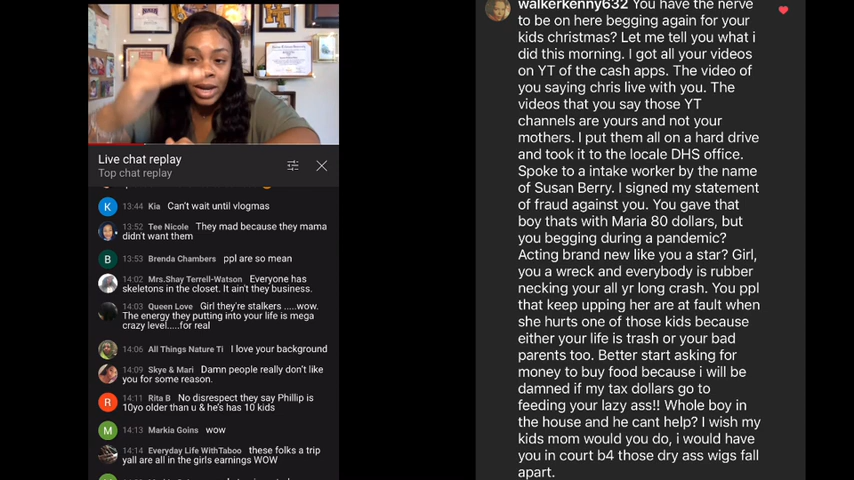 Live chat replay
Top chat replay
K 13:44 Kia Can't wait until vlogmas
13:52 Tee Nicole They mad because they mama
didn't want them
B 13:53 Brenda Chambers ppl are so mean
14:02 Mrs.Shay Terrell-Watson Everyone has
skeletons in the closet. It ain't they business.
14:03 Queen Love Girl they're stalkers .....wow.
The energy they putting into your life is mega
crazy level.....for real
14:06 All Things Nature Ti I love your background
14:09 Skye & Mari Damn people really don't like
you for some reason.
R 14:11 Rita B No disrespect they say Phillip is
10yo older than u & he's has 10 kids
M 14:13 Markia Goins wow
14:14 Everyday Life WithTaboo these folks a trip
yall are all in the girls earnings WOW
walkerkenny632 You have the nerve
to be on here begging again for your
kids christmas? Let me tell you what i
did this morning. I got all your videos
on YT of the cash apps. The video of
you saying chris live with you. The
videos that you say those YT
channels are yours and not your
mothers. I put them all on a hard drive
and took it to the locale DHS office.
Spoke to a intake worker by the name
of Susan Berry. I signed my statement
of fraud against you. You gave that
boy thats with Maria 80 dollars, but
you begging during a pandemic?
Acting brand new like you a star? Girl,
you a wreck and everybody is rubber
necking your all yr long crash. You ppl
that keep upping her are at fault when
she hurts one of those kids because
either your life is trash or your bad
parents too. Better start asking for
money to buy food because i will be
damned if my tax dollars go to
feeding your lazy ass!! Whole boy in
the house and he cant help? I wish my
kids mom would you do, i would have
you in court b4 those dry ass wigs fall
apart.